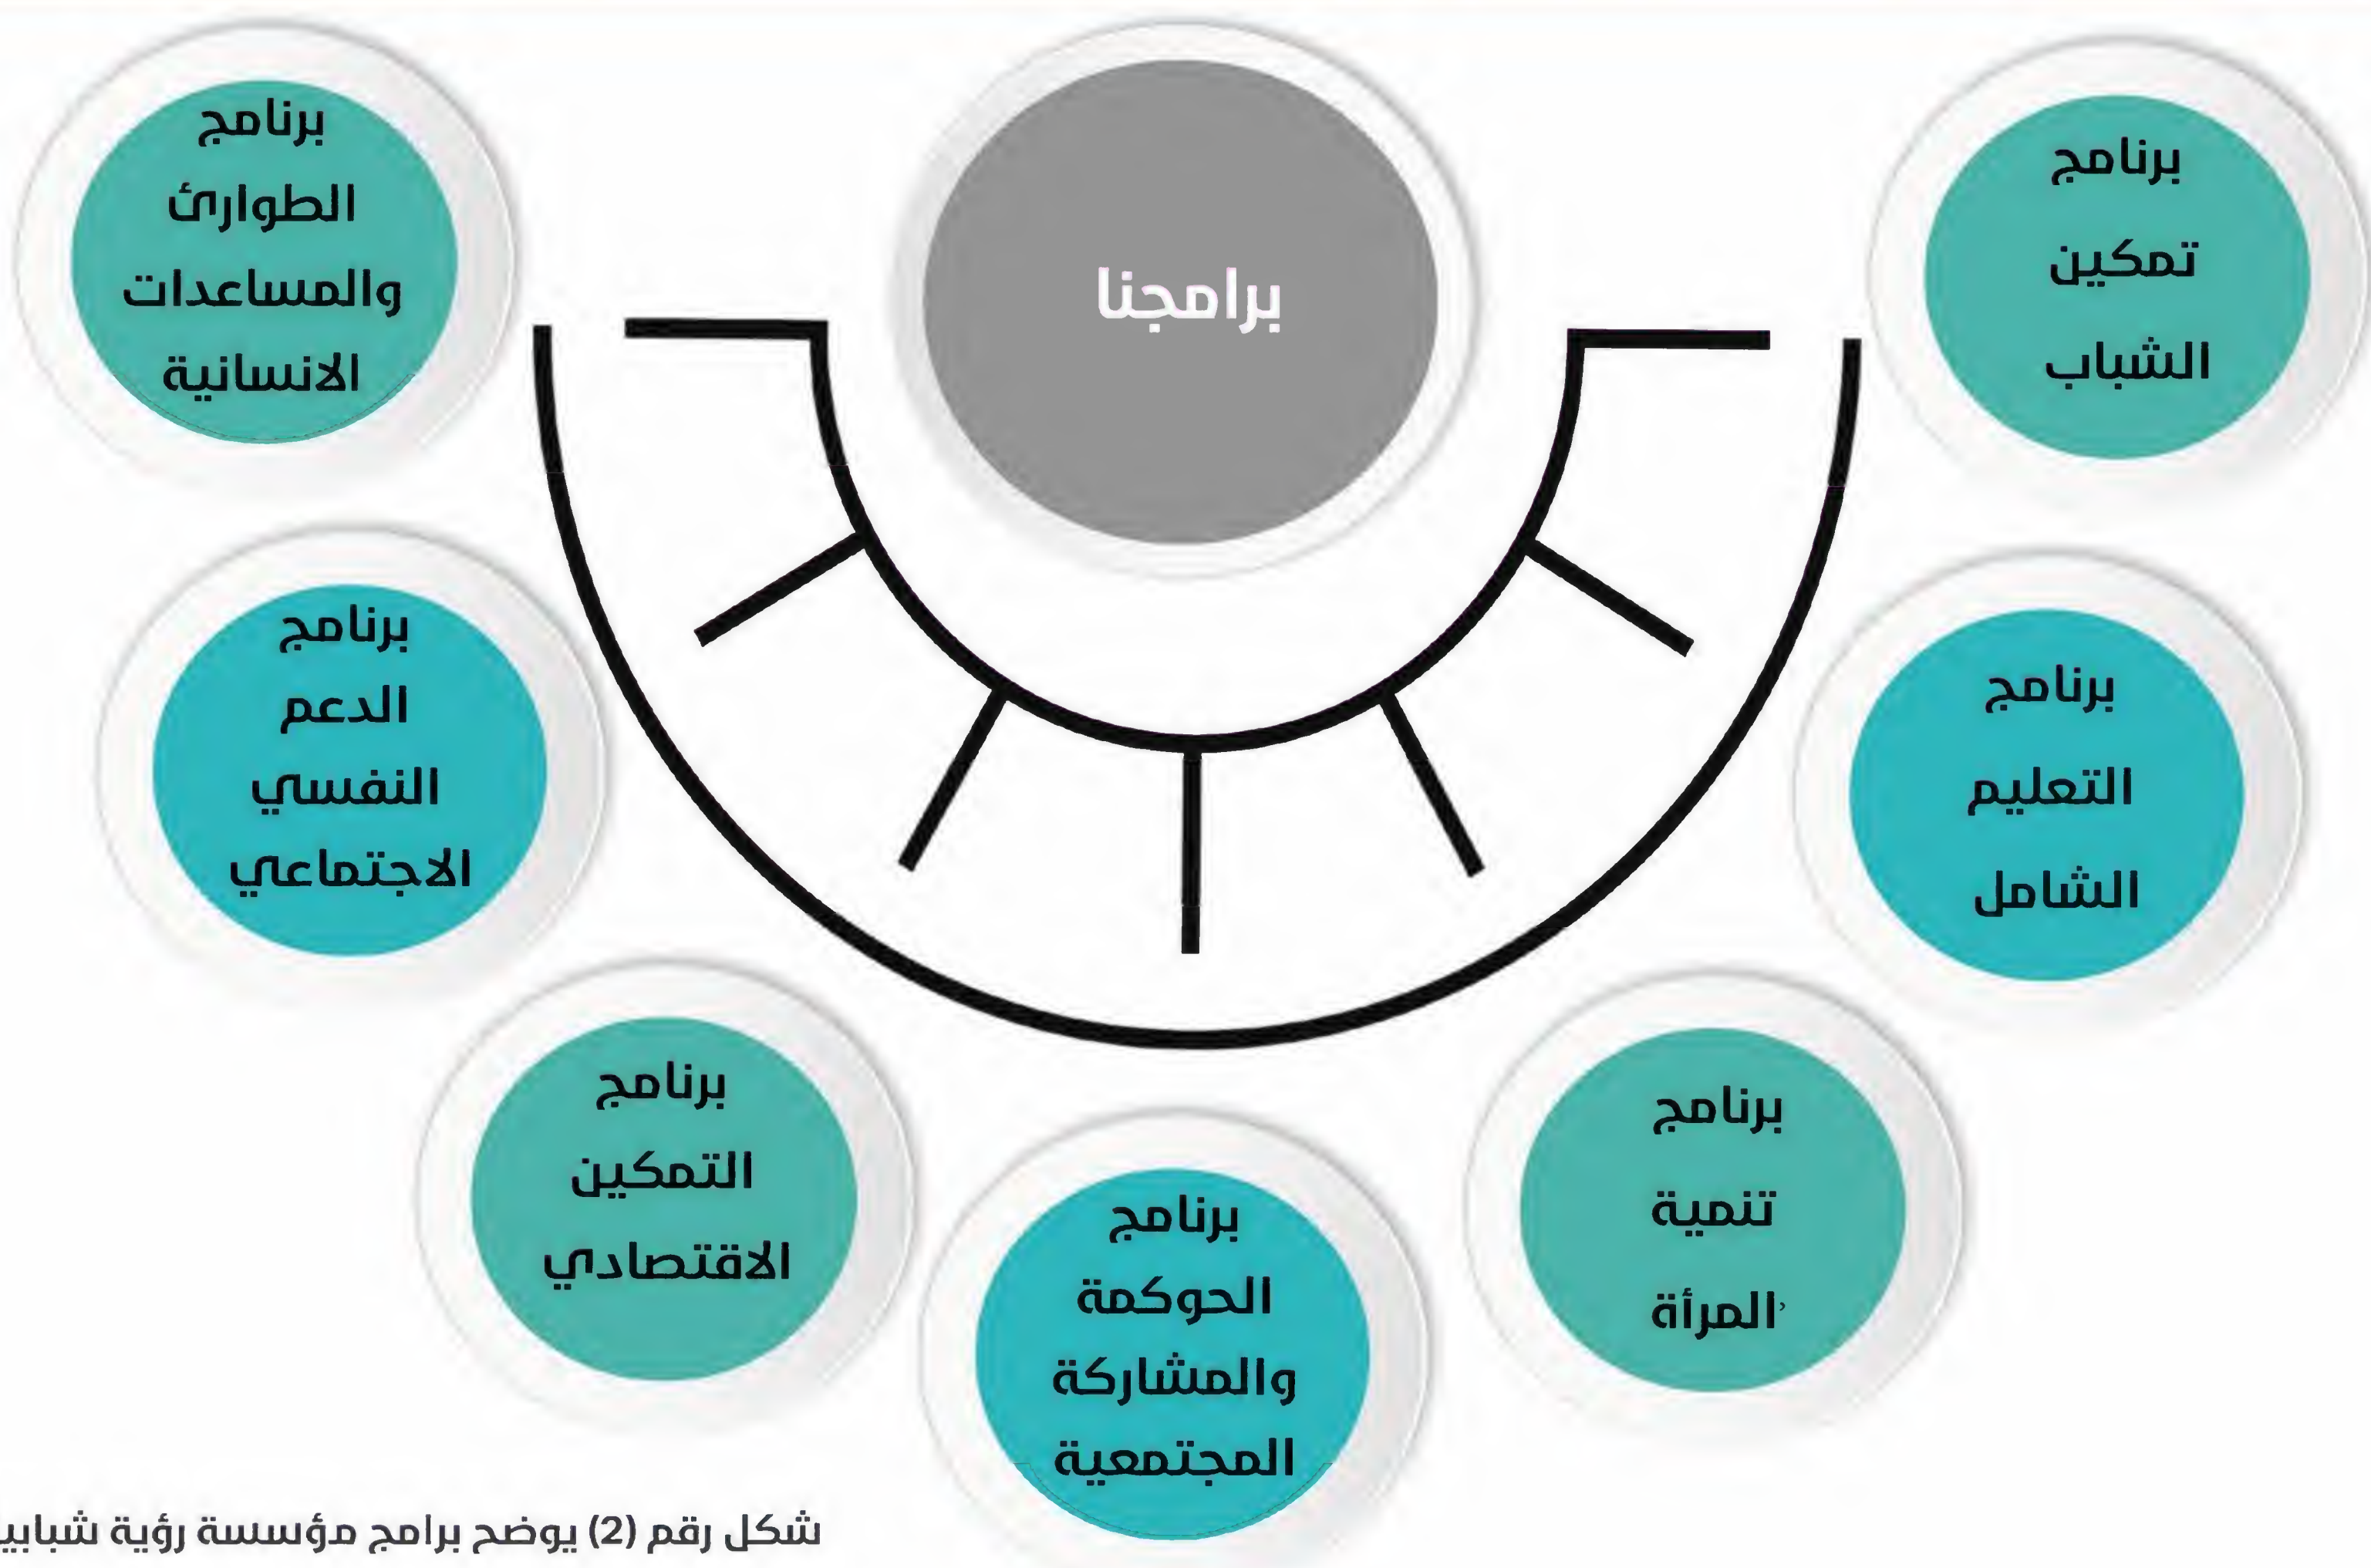 برامجنا
برنامج
تمكين
الشباب
برنامج
التعليم
الشامل
برنامج
تنمية
المرأة
برنامج
الحوكمة
والمشاركة
المجتمعية
برنامج
التمكين
الاقتصادي
برنامج
الدعم
النفسي
الاجتماعي
برنامج
الطوارئ
والمساعدات
الانسانية
شكل رقم (2) يوضح برامج مؤسسة رؤية